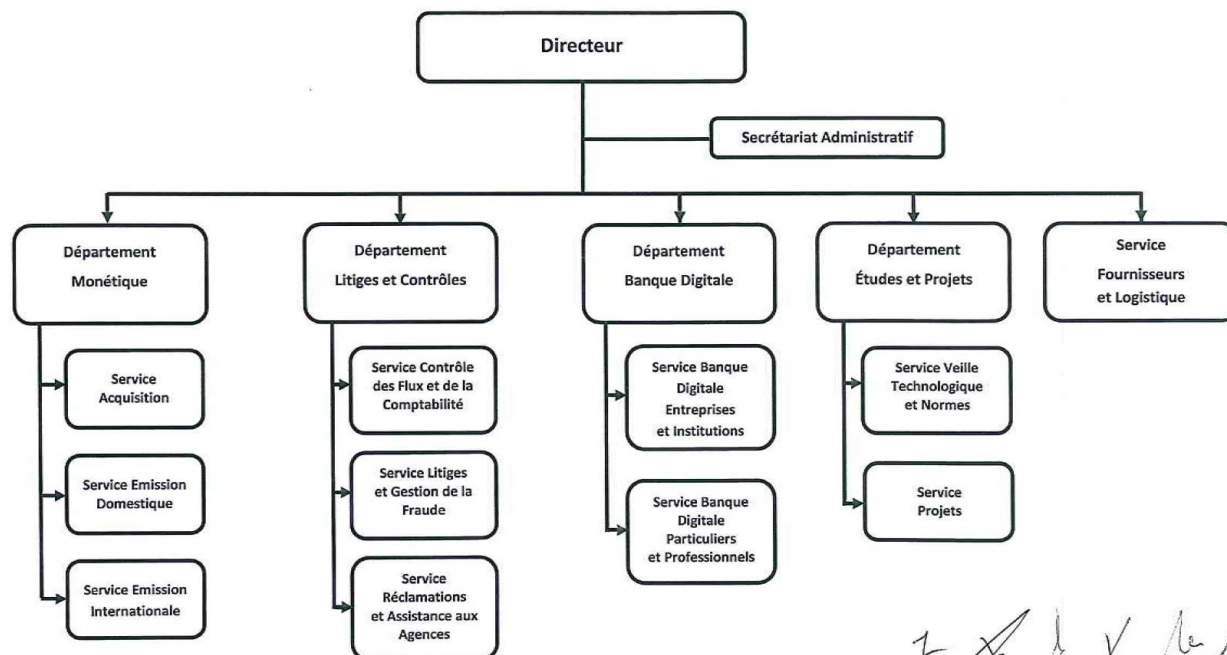 Directeur
Secrétariat Administratif
Département
Monétique
Service
Acquisition
Service Emission
Domestique
Service Emission
Internationale
Département
Litiges et Contrôles
Service Contrôle
des Flux et de la
Comptabilité
Service Litiges
et Gestion de la
Fraude
Service
Réclamations
et Assistance aux
Agences
Département
Banque Digitale
Service Banque
Digitale
Entreprises
et Institutions
Service Banque
Digitale
Particuliers
et Professionnels
Département
Études et Projets
Service Veille
Technologique
et Normes
Service
Projets
Service
Fournisseurs
et Logistique